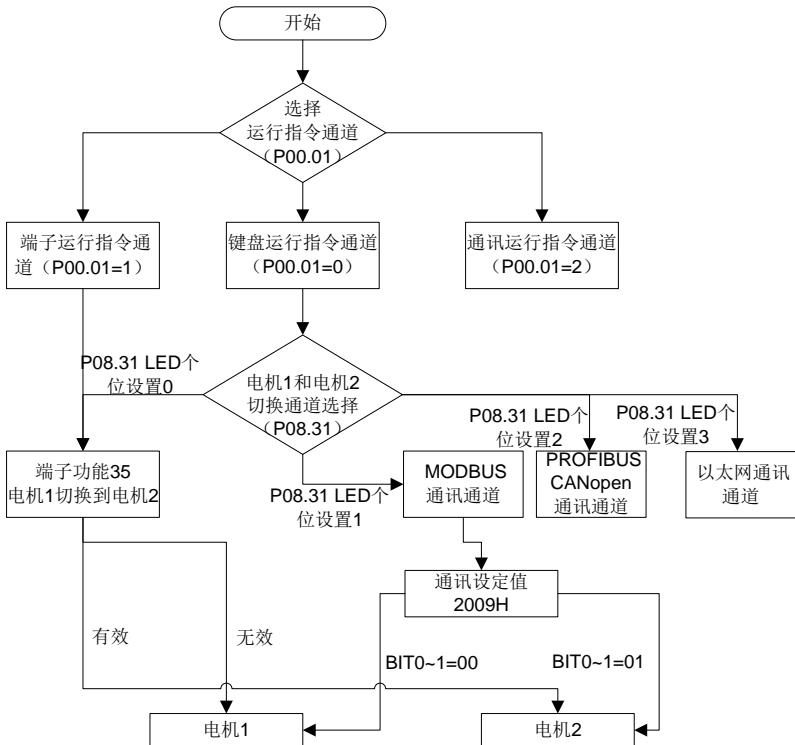 开始
选择
运行指令通道
（P00.01）
端子运行指令通
道（P00.01=1）
键盘运行指令通道
（P00.01=0）
通讯运行指令通道
（P00.01=2）
P08.31 LED个
位设置0
电机1和电机2
切换通道选择
（P08.31）
P08.31 LED个
位设置2
P08.31 LED个
位设置3
端子功能35
电机1切换到电机2
P08.31 LED个
位设置1
MODBUS
通讯通道
PROFIBUS
CANopen
通讯通道
以太网通讯
通道
通讯设定值
2009H
有效
无效
BIT0~1=00
BIT0~1=01
电机1
电机2